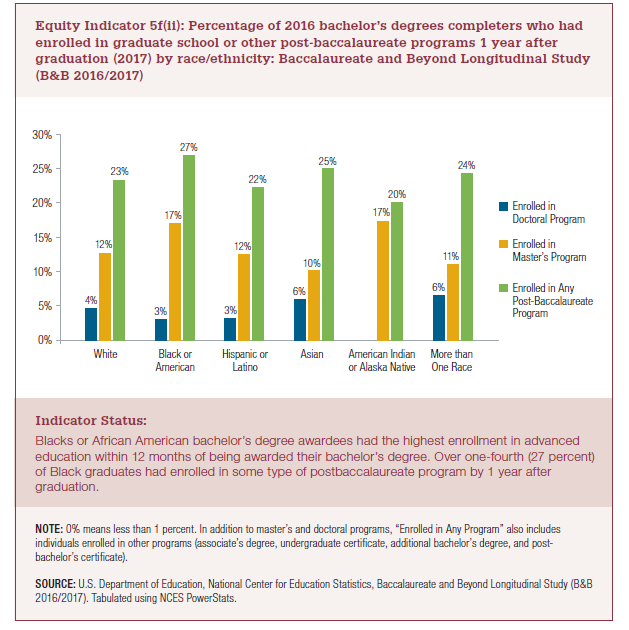 Equity Indicator 5f(ii): Percentage of 2016 bachelor's degrees completers who had
enrolled in graduate school or other post-baccalaureate programs 1 year after
graduation (2017) by race/ethnicity: Baccalaureate and Beyond Longitudinal Study
(B&B 2016/2017)
30%
25%
20%
15%
10%
5%
0%
4%
12%
23%
3%
17%
27%
3%
12%
22%
6%
10%
25%
17%
20%
6%
11%
24%
White
Black or
American
Hispanic or
Latino
Asian
American Indian
or Alaska Native
More than
One Race
Enrolled in
Doctoral Program
Enrolled in
Master's Program
Enrolled in Any
Post-Baccalaureate
Program
Indicator Status:
Blacks or African American bachelor's degree awardees had the highest enrollment in advanced
education within 12 months of being awarded their bachelor's degree. Over one-fourth (27 percent)
of Black graduates had enrolled in some type of postbaccalaureate program by 1 year after
graduation.
NOTE: 0% means less than 1 percent. In addition to master's and doctoral programs, "Enrolled in Any Program" also includes
individuals enrolled in other programs (associate's degree, undergraduate certificate, additional bachelor's degree, and post-
bachelor's certificate).
SOURCE: U.S. Department of Education, National Center for Education Statistics, Baccalaureate and Beyond Longitudinal Study (B&B
2016/2017). Tabulated using NCES PowerStats.